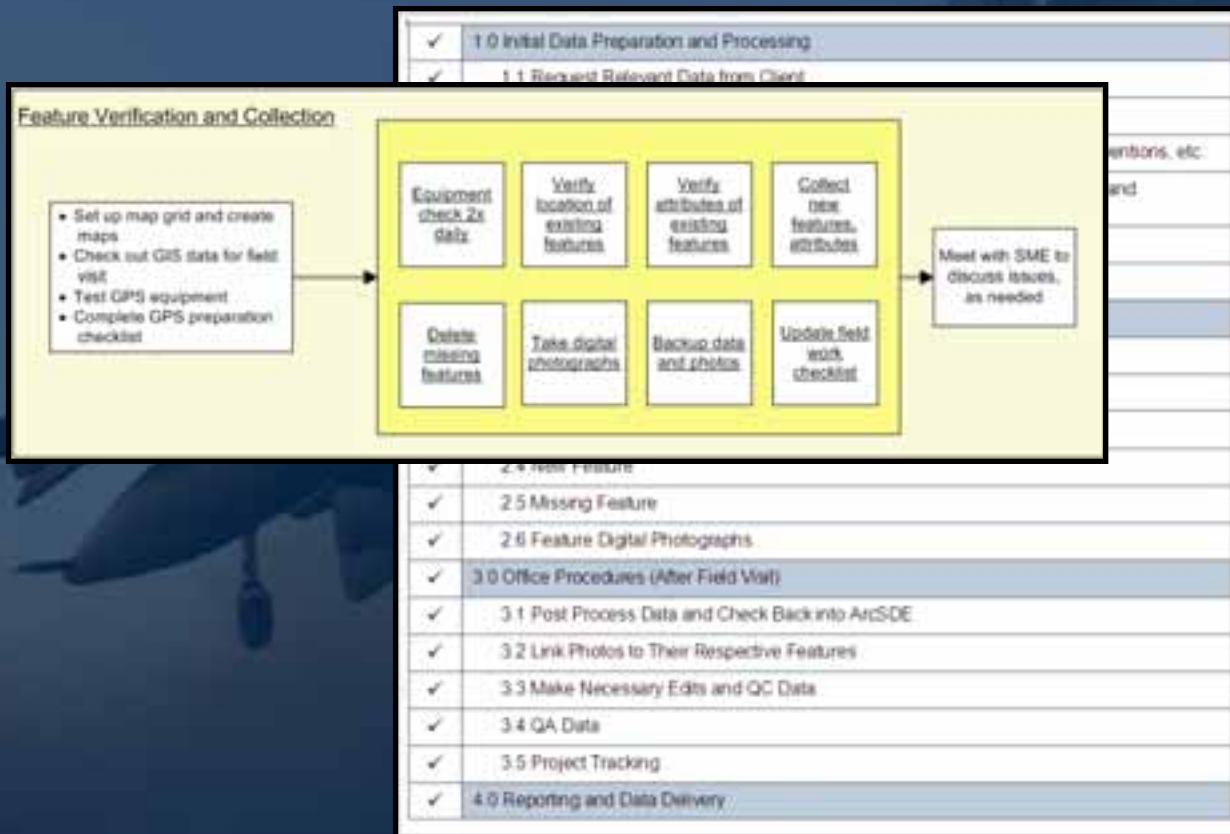 ✓ 1.0 Initial Data Preparation and Processing
✓ 1.1 Request Relevant Data from Client
entions, etc.
and
Feature Verification and Collection
• Set up map grid and create
maps
• Check out GIS data for field
visit
• Test GPS equipment
• Complete GPS preparation
checklist
Equipment
check 2x
daily
Verify
location of
existing
features
Verify
attributes of
existing
features
Collect
new
features,
attributes
Delete
missing
features
Take digital
photographs
Backup data
and photos
Update field
work
checklist
Meet with SME to
discuss issues,
as needed
✓ 2.4 New Feature
✓ 2.5 Missing Feature
✓ 2.6 Feature Digital Photographs
✓ 3.0 Office Procedures (After Field Visit)
✓ 3.1 Post Process Data and Check Back into ArcSDE
✓ 3.2 Link Photos to Their Respective Features
✓ 3.3 Make Necessary Edits and QC Data
✓ 3.4 QA Data
✓ 3.5 Project Tracking
✓ 4.0 Reporting and Data Delivery